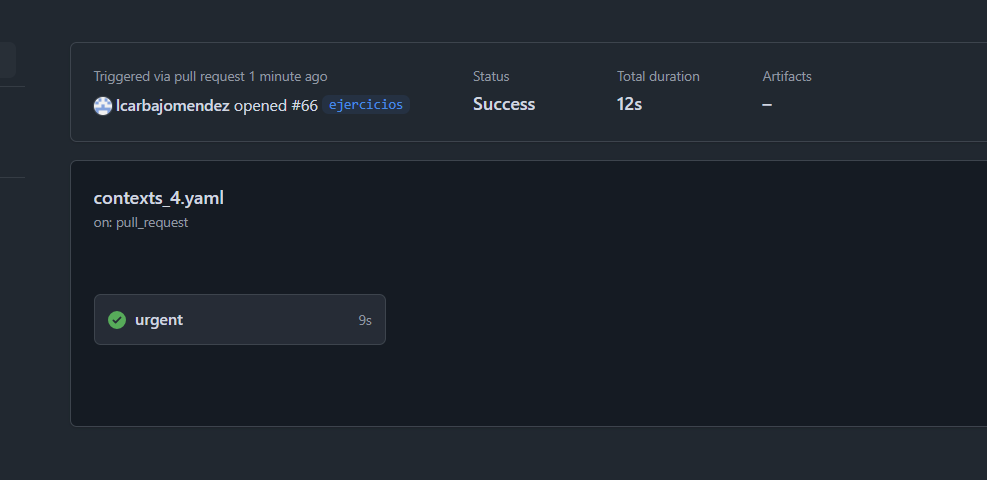 Triggered via pull request 1 minute ago
lcarbajomendez opened #66 ejercicios
Status
Success
Total duration
12s
Artifacts
–
contexts_4.yaml
on: pull_request
urgent 9s